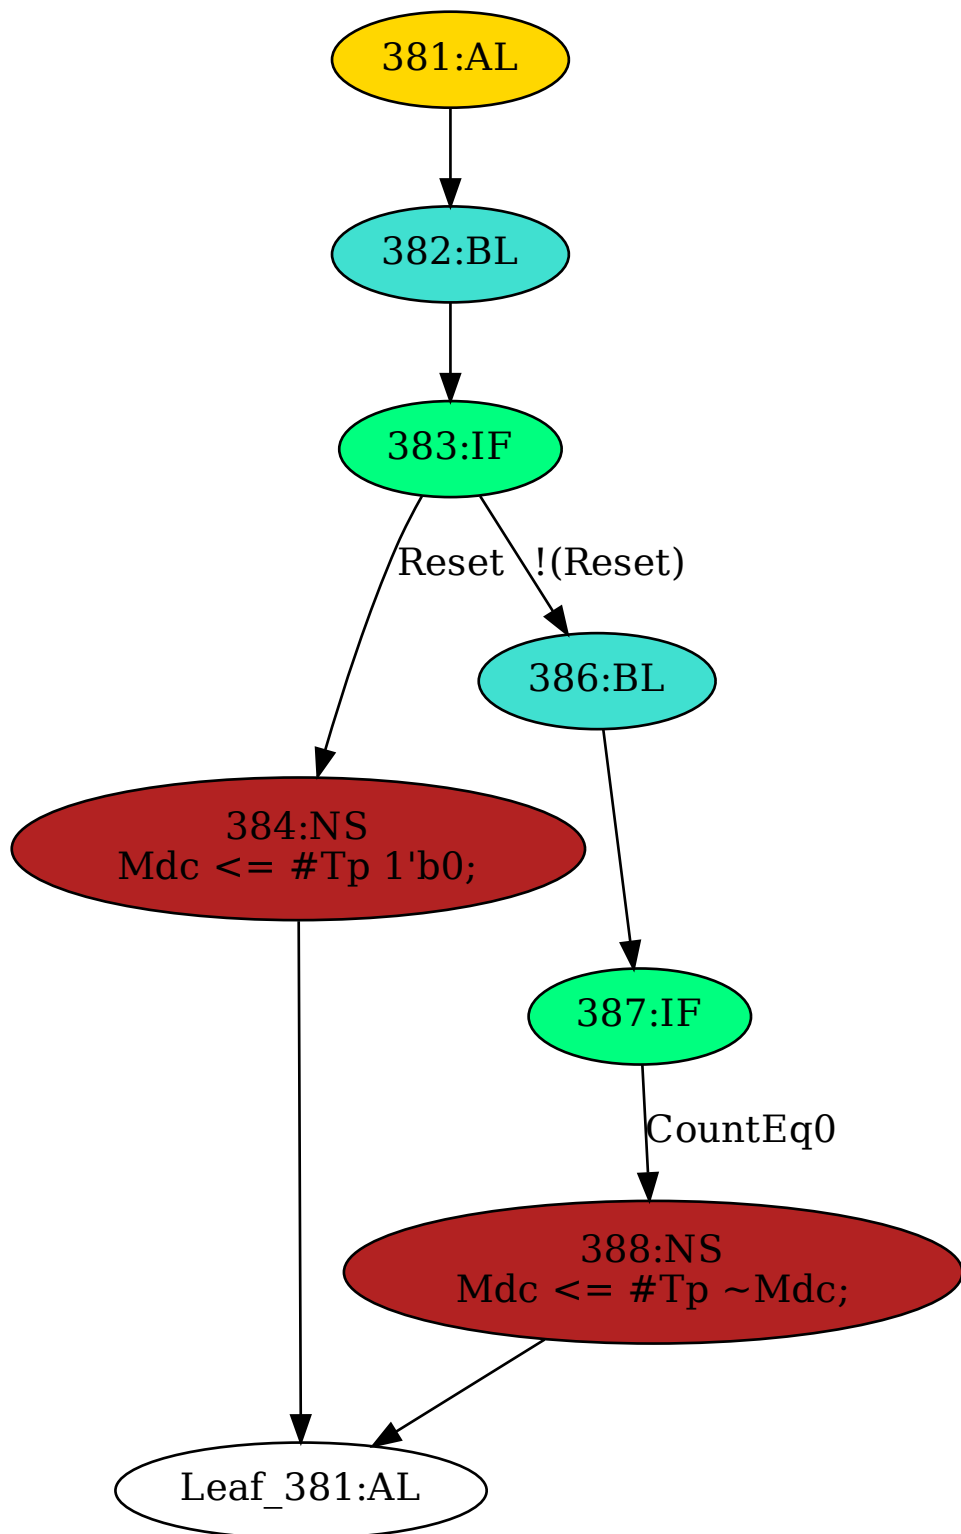 381:AL
382:BL
383:IF
Reset
!(Reset)
386:BL
384:NS
Mdc <= #Tp 1'b0;
387:IF
CountEq0
388:NS
Mdc <= #Tp ~Mdc;
Leaf_381:AL